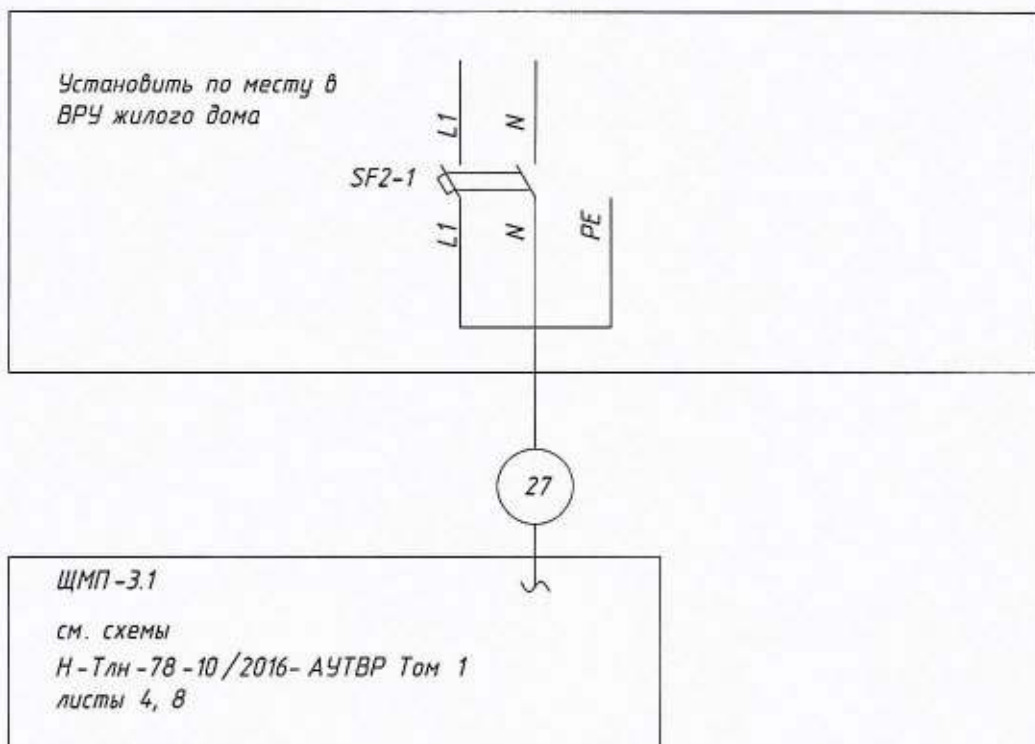 Установить по месту в
ВРУ жилого дома
L1
N
SF2-1
L1
N
PE
27
ЩМП-3.1
см. схемы
Н-Тлн-78-10/2016-АУТВР Том 1
листы 4, 8